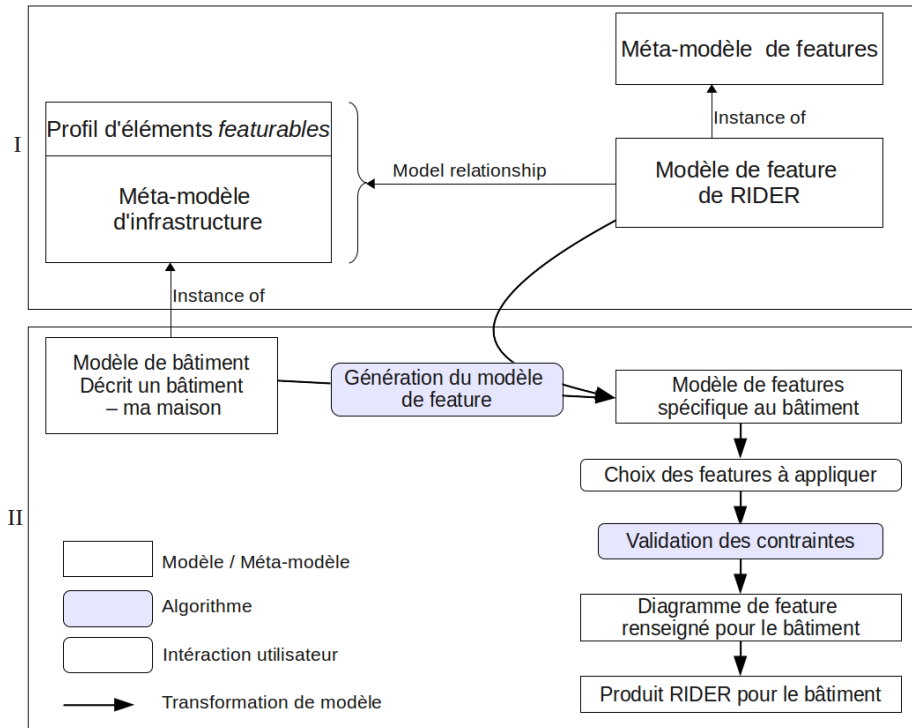 I
Méta-modèle de features
Instance of
Profil d'éléments featurables
Méta-modèle
d'infrastructure
Model relationship
Modèle de feature
de RIDER
Instance of
II
Modèle de bâtiment
Décrit un bâtiment
– ma maison
Génération du modèle
de feature
Modèle de features
spécifique au bâtiment
Choix des features à appliquer
Validation des contraintes
Diagramme de feature
renseigné pour le bâtiment
Produit RIDER pour le bâtiment
Modèle / Méta-modèle
Algorithme
Intéraction utilisateur
Transformation de modèle